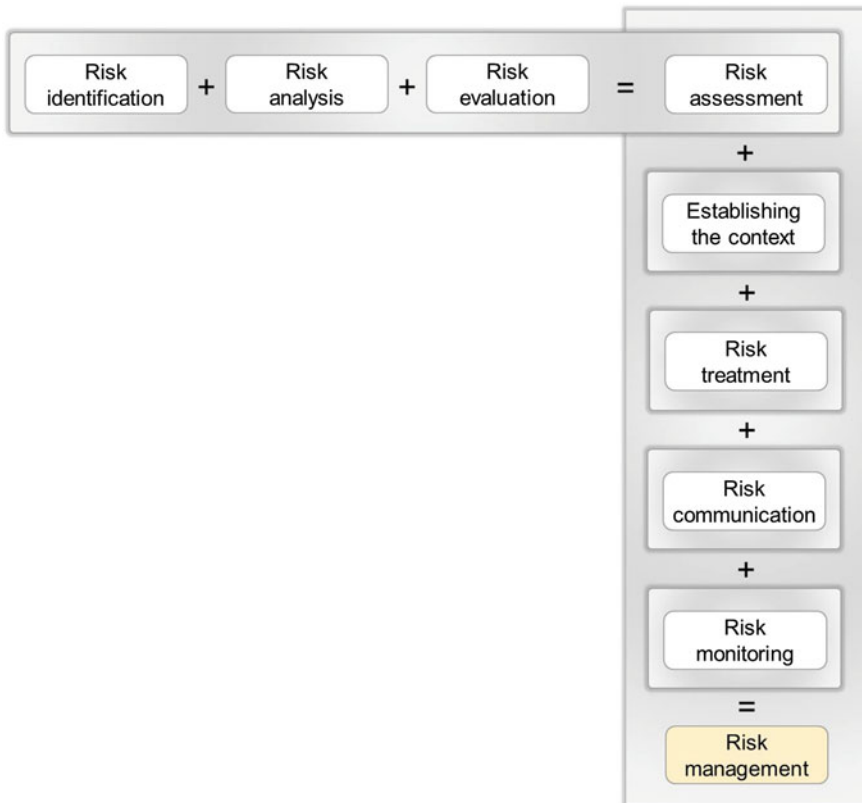 Risk
identification
+
Risk
analysis
+
Risk
evaluation
=
Risk
assessment
+
Establishing
the context
+
Risk
treatment
+
Risk
communication
+
Risk
monitoring
=
Risk
management